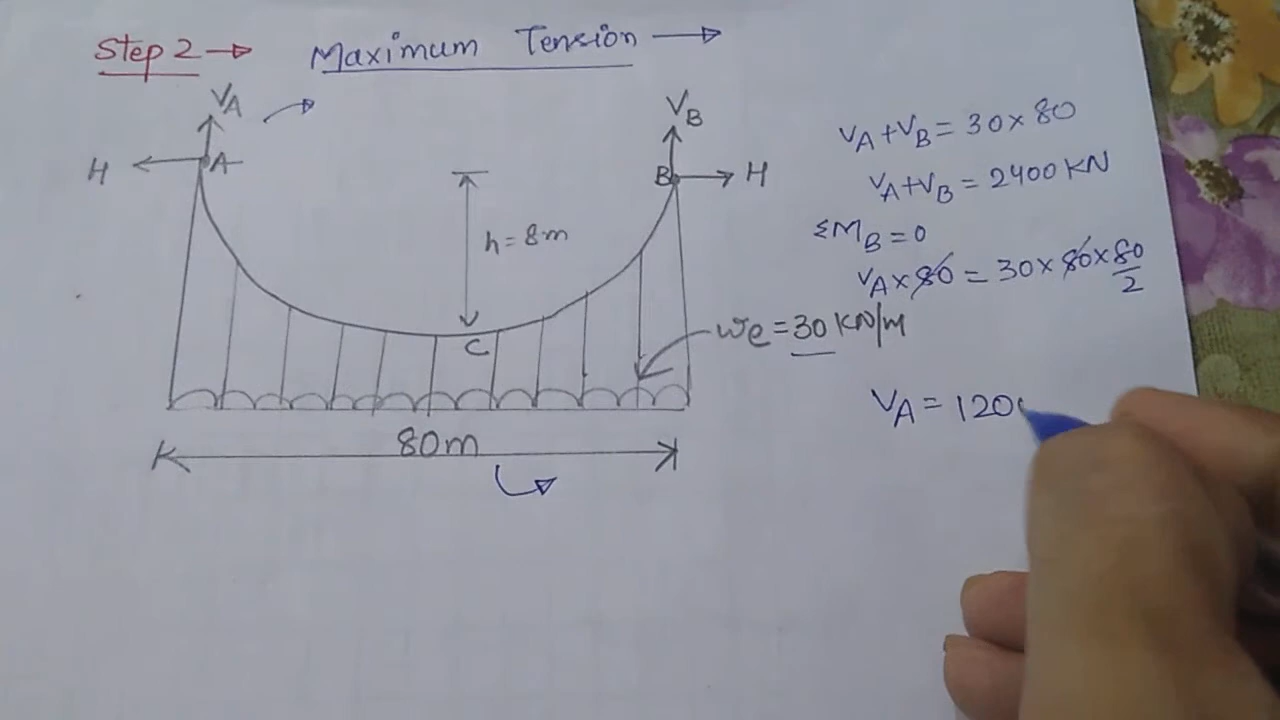 Step 2 → Maximum Tension →
VA
VB
H
A
B
H
h = 8m
C
we = 30 KN/m
80m
VA + VB = 30 × 80
VA + VB = 2400 KN
ΣMB = 0
VA × 80 = 30 × 80 × 80/2
VA = 120